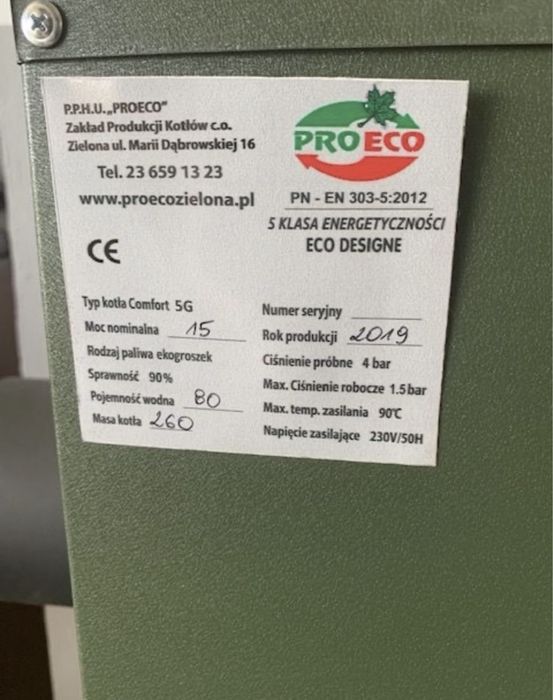 P.P.H.U. „PROECO"
Zakład Produkcji Kotłów c.o.
Zielona ul. Marii Dąbrowskiej 16
Tel. 23 659 13 23
www.proecozielona.pl
PROECO
PN - EN 303-5:2012
5 KLASA ENERGETYCZNOŚCI
ECO DESIGNE
CE
Typ kotła Comfort 5G
Moc nominalna 15
Rodzaj paliwa ekogroszek
Sprawność 90%
Pojemność wodna 80
Masa kotła 260
Numer seryjny
Rok produkcji 2019
Ciśnienie próbne 4 bar
Max. Ciśnienie robocze 1.5 bar
Max. temp. zasilania 90℃
Napięcie zasilające 230V/50H